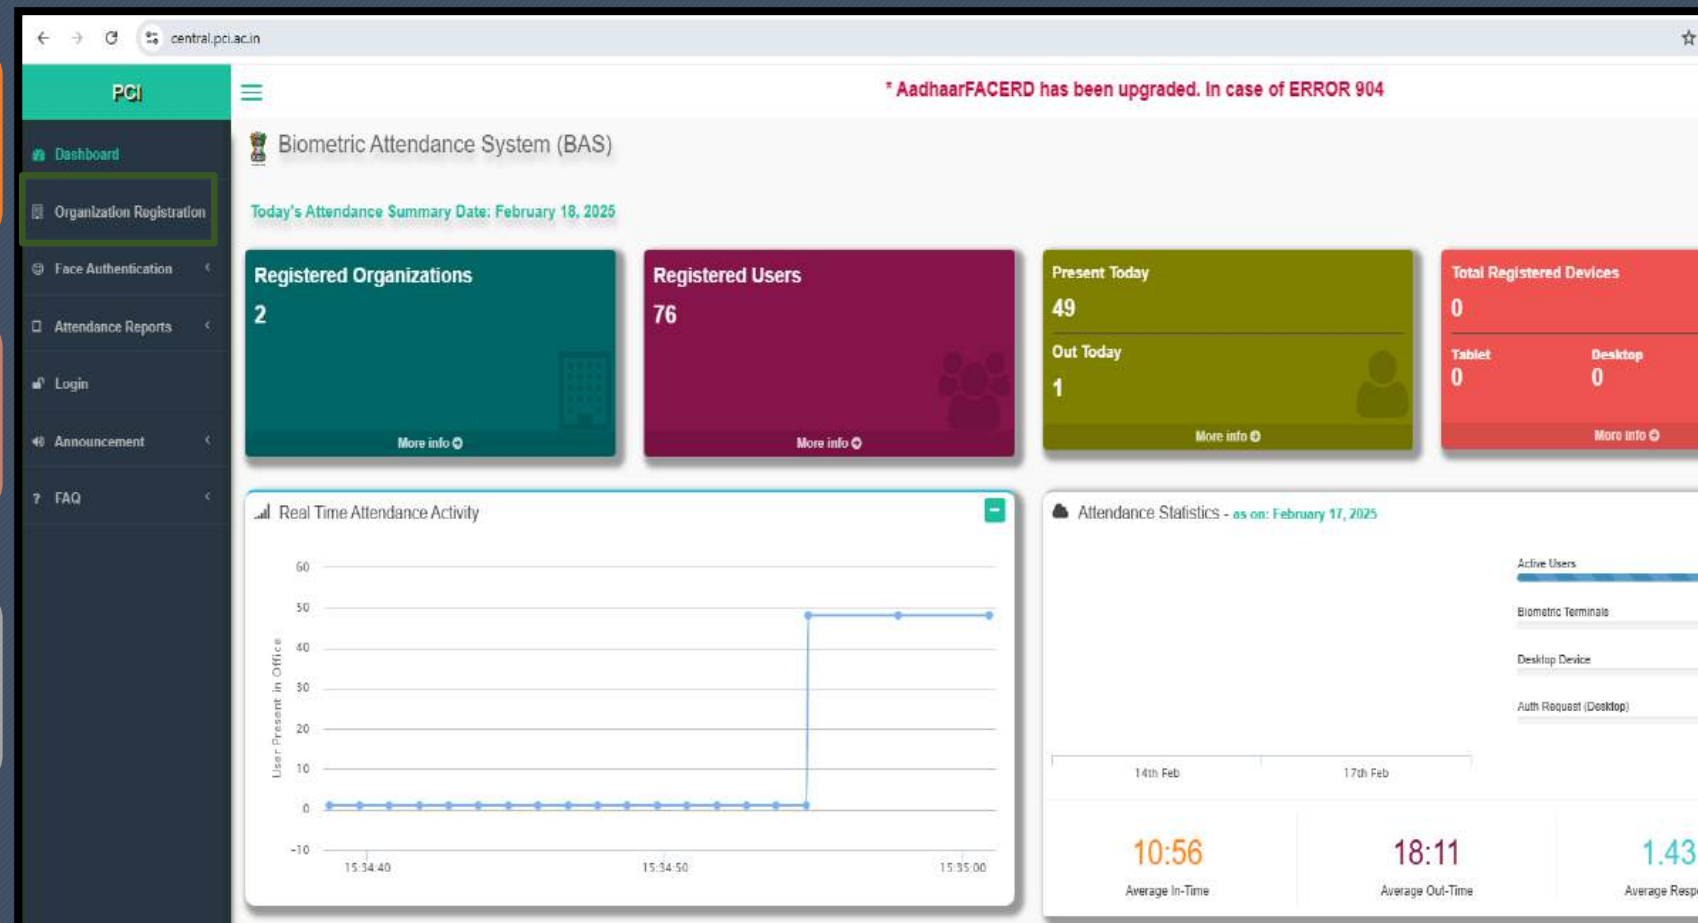 central.pci.ac.in
PCI
* AadhaarFACERD has been upgraded. In case of ERROR 904
Biometric Attendance System (BAS)
Dashboard
Organization Registration
Face Authentication
Attendance Reports
Login
Announcement
? FAQ
Today's Attendance Summary Date: February 18, 2025
Registered Organizations
2
More info
Registered Users
76
More info
Present Today
49
Out Today
1
More info
Total Registered Devices
0
Tablet Desktop
0 0
More info
Real Time Attendance Activity
User Present in Office
60
50
40
30
20
10
0
-10
15:34:40 15:34:50 15:35:00
Attendance Statistics - as on: February 17, 2025
Active Users
Biometric Terminals
Desktop Device
Auth Request (Desktop)
14th Feb 17th Feb
10:56 18:11 1.43
Average In-Time Average Out-Time Average Resp